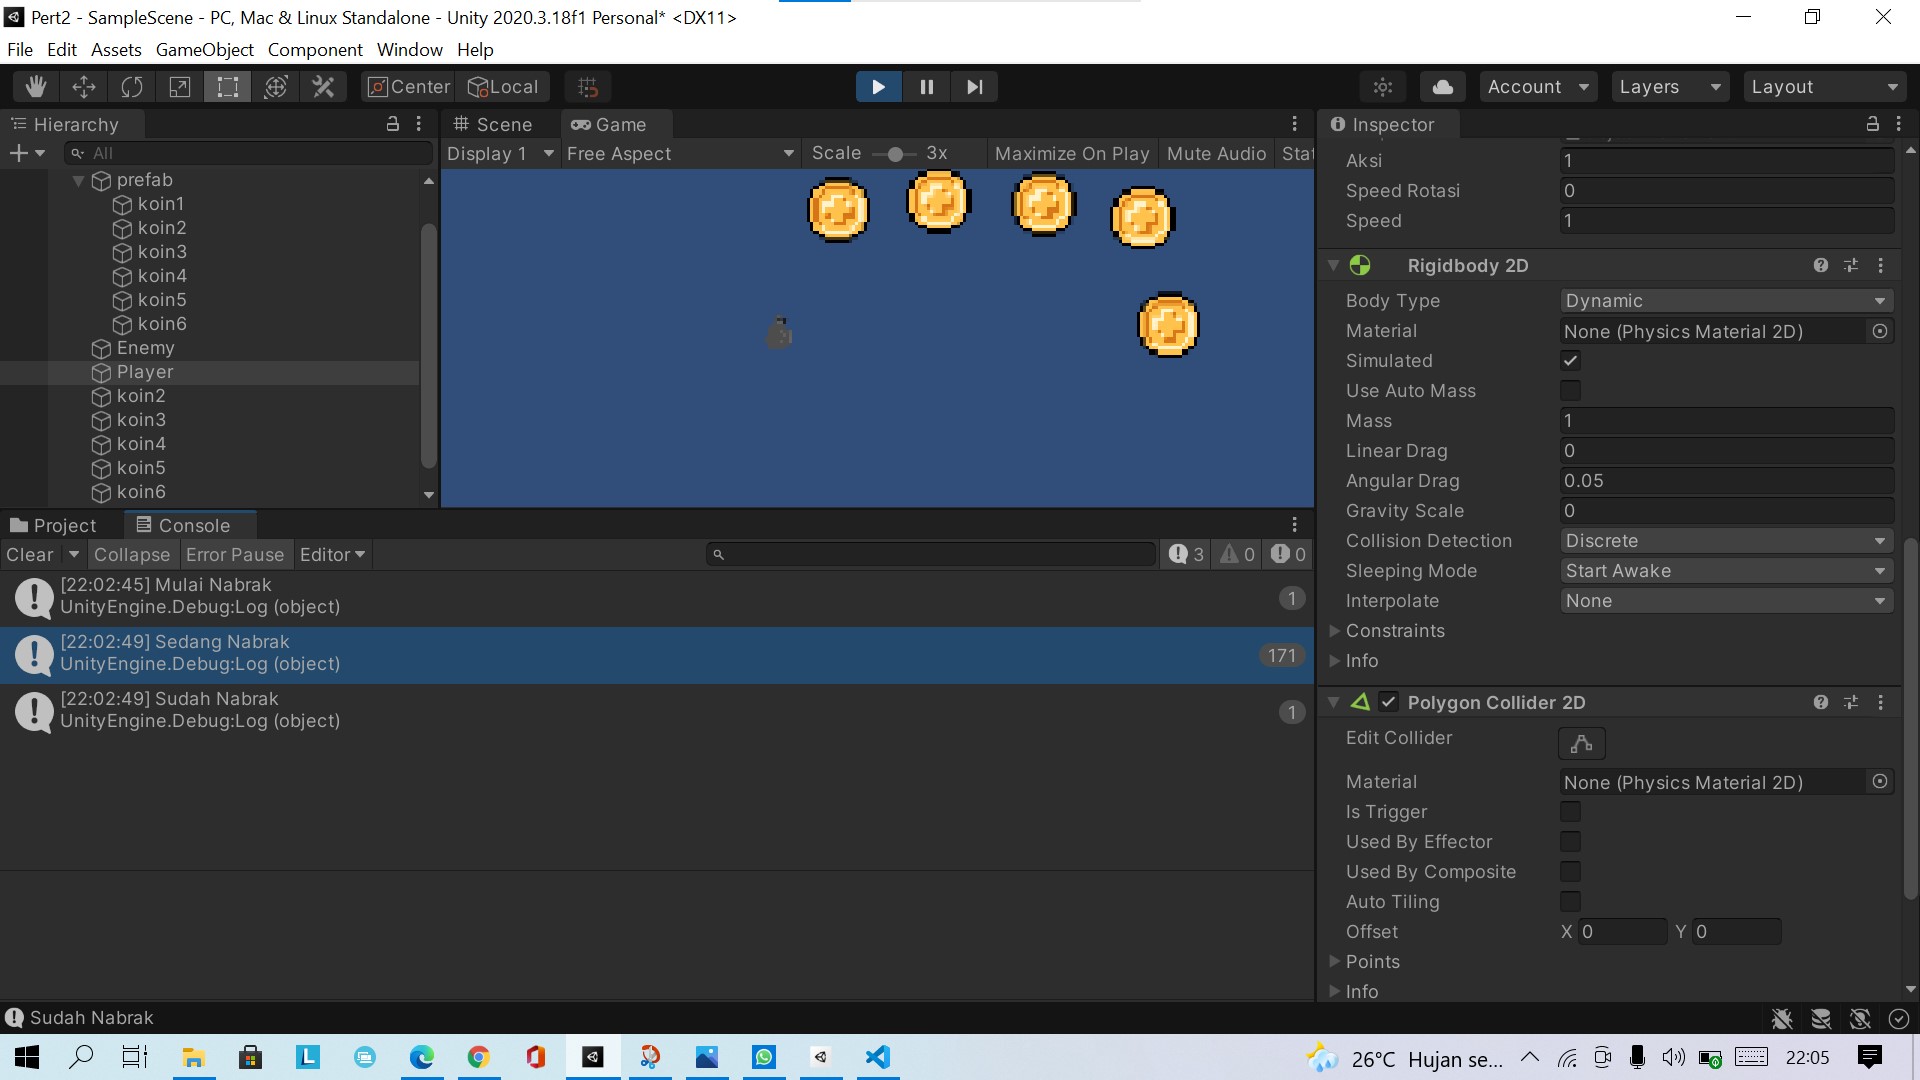 Pert2 - SampleScene - PC, Mac & Linux Standalone - Unity 2020.3.18f1 Personal* <DX11>
File Edit Assets GameObject Component Window Help
Center Local Account Layers Layout
Hierarchy
All
prefab
koin1
koin2
koin3
koin4
koin5
koin6
Enemy
Player
koin2
koin3
koin4
koin5
koin6
Scene Game
Display 1 Free Aspect Scale 3x Maximize On Play Mute Audio Stat
Inspector
Aksi 1
Speed Rotasi 0
Speed 1
Rigidbody 2D
Body Type Dynamic
Material None (Physics Material 2D)
Simulated
Use Auto Mass
Mass 1
Linear Drag 0
Angular Drag 0.05
Gravity Scale 0
Collision Detection Discrete
Sleeping Mode Start Awake
Interpolate None
Constraints
Info
Polygon Collider 2D
Edit Collider
Material None (Physics Material 2D)
Is Trigger
Used By Effector
Used By Composite
Auto Tiling
Offset X 0 Y 0
Points
Info
Project Console
Clear Collapse Error Pause Editor 3 0 0
[22:02:45] Mulai Nabrak
UnityEngine.Debug:Log (object)
1
[22:02:49] Sedang Nabrak
UnityEngine.Debug:Log (object)
171
[22:02:49] Sudah Nabrak
UnityEngine.Debug:Log (object)
1
Sudah Nabrak
26°C Hujan se... 22:05